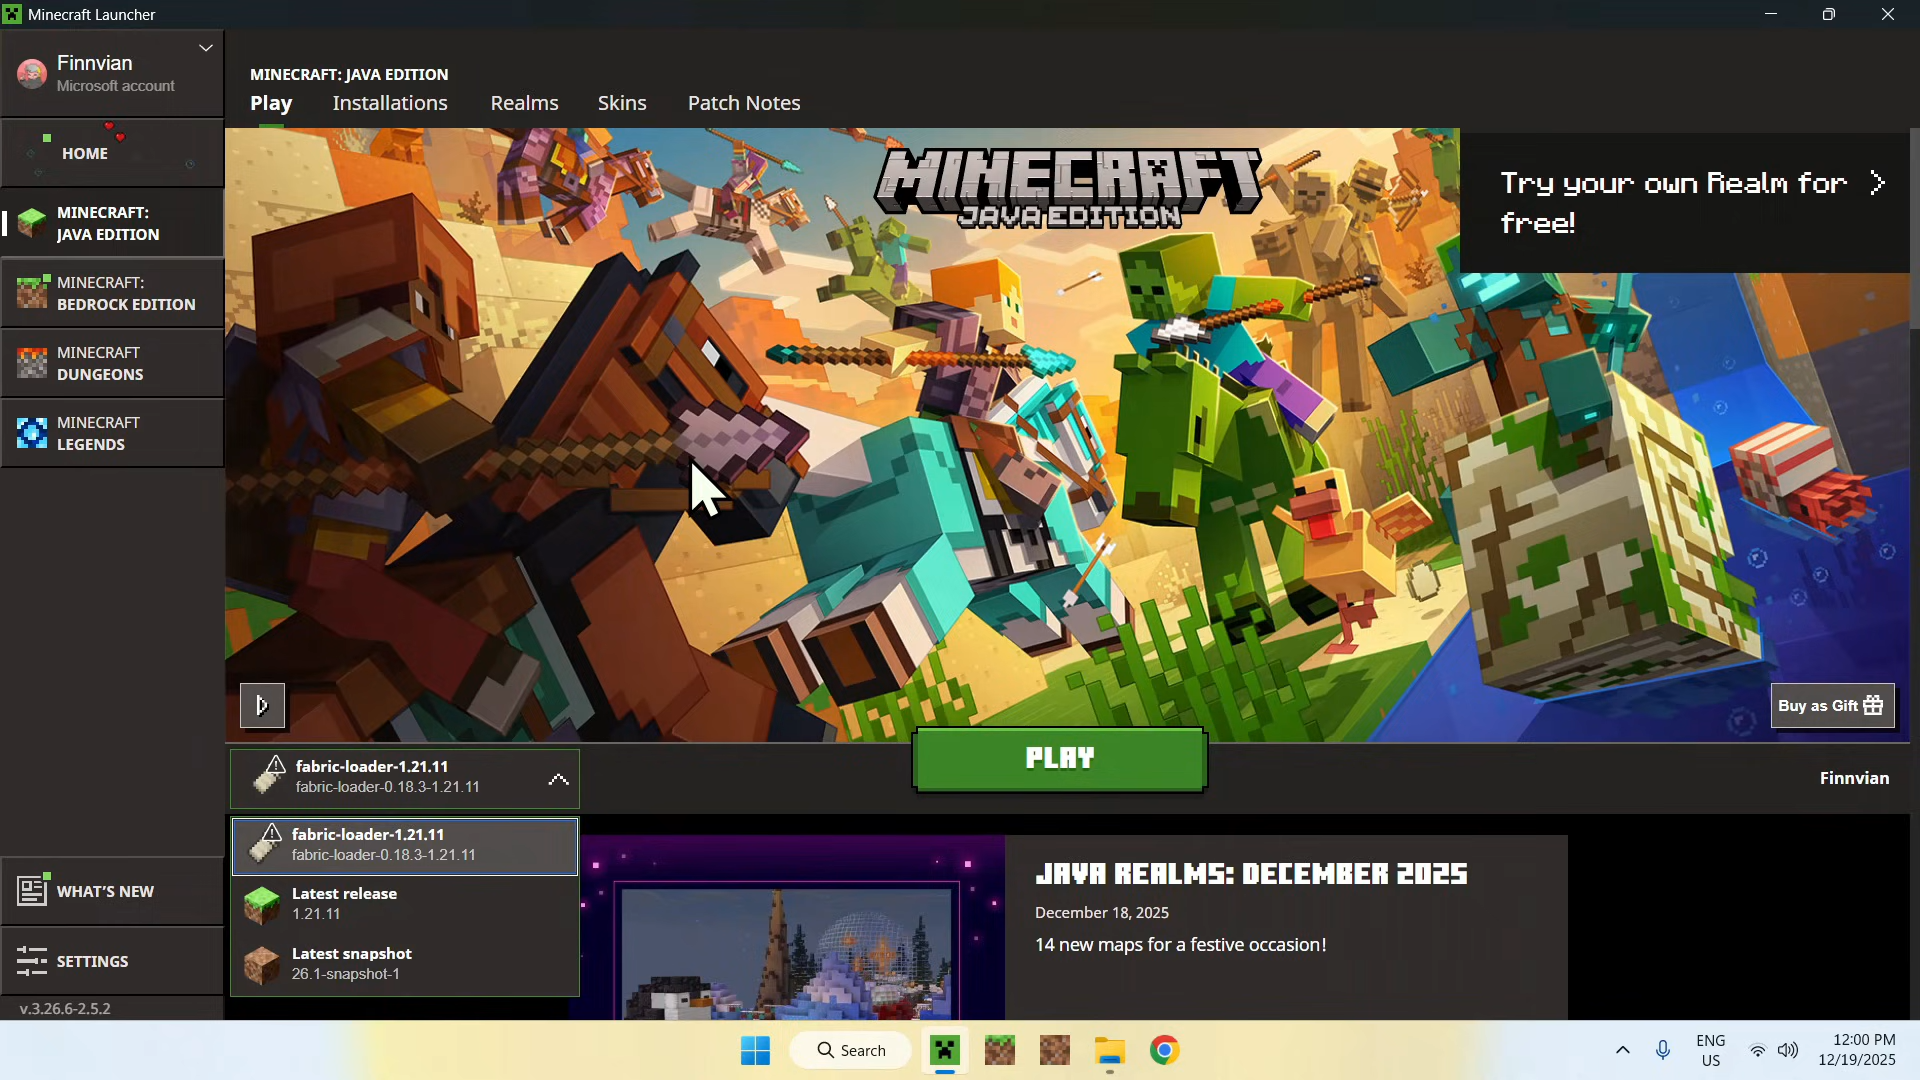 Minecraft Launcher
Finnvian
Microsoft account
HOME
MINECRAFT:
JAVA EDITION
MINECRAFT:
BEDROCK EDITION
MINECRAFT
DUNGEONS
MINECRAFT
LEGENDS
WHAT'S NEW
SETTINGS
v.3.26.6-2.5.2
MINECRAFT: JAVA EDITION
Play Installations Realms Skins Patch Notes
MINECRAFT
JAVA EDITION
Try your own Realm for
free!
Buy as Gift
fabric-loader-1.21.11
fabric-loader-0.18.3-1.21.11
PLAY
Finnvian
fabric-loader-1.21.11
fabric-loader-0.18.3-1.21.11
Latest release
1.21.11
Latest snapshot
26.1-snapshot-1
JAVA REALMS: DECEMBER 2025
December 18, 2025
14 new maps for a festive occasion!
Search
ENG
US
12:00 PM
12/19/2025